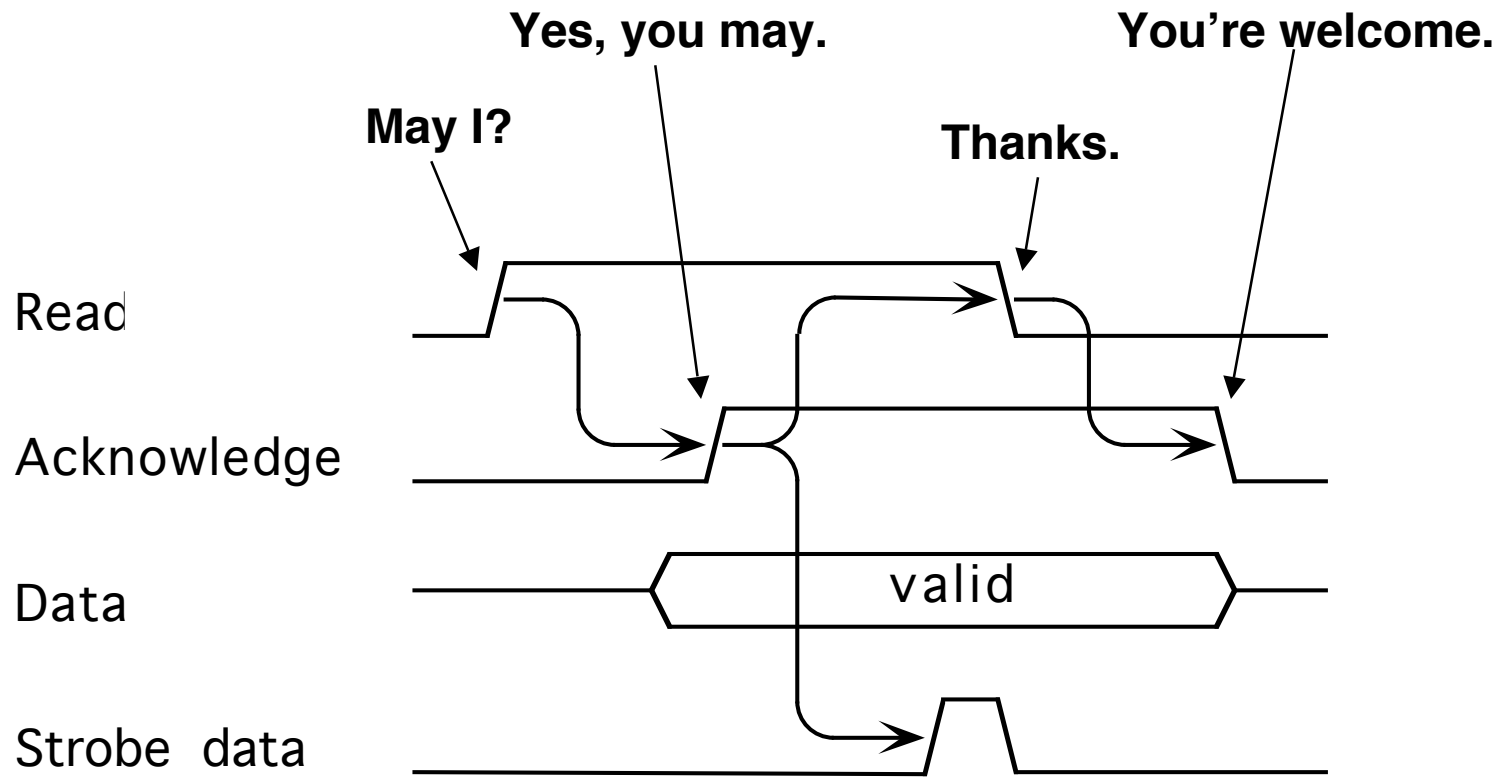 Yes, you may.
You're welcome.
May I?
Thanks.
Read
Acknowledge
Data
valid
Strobe data